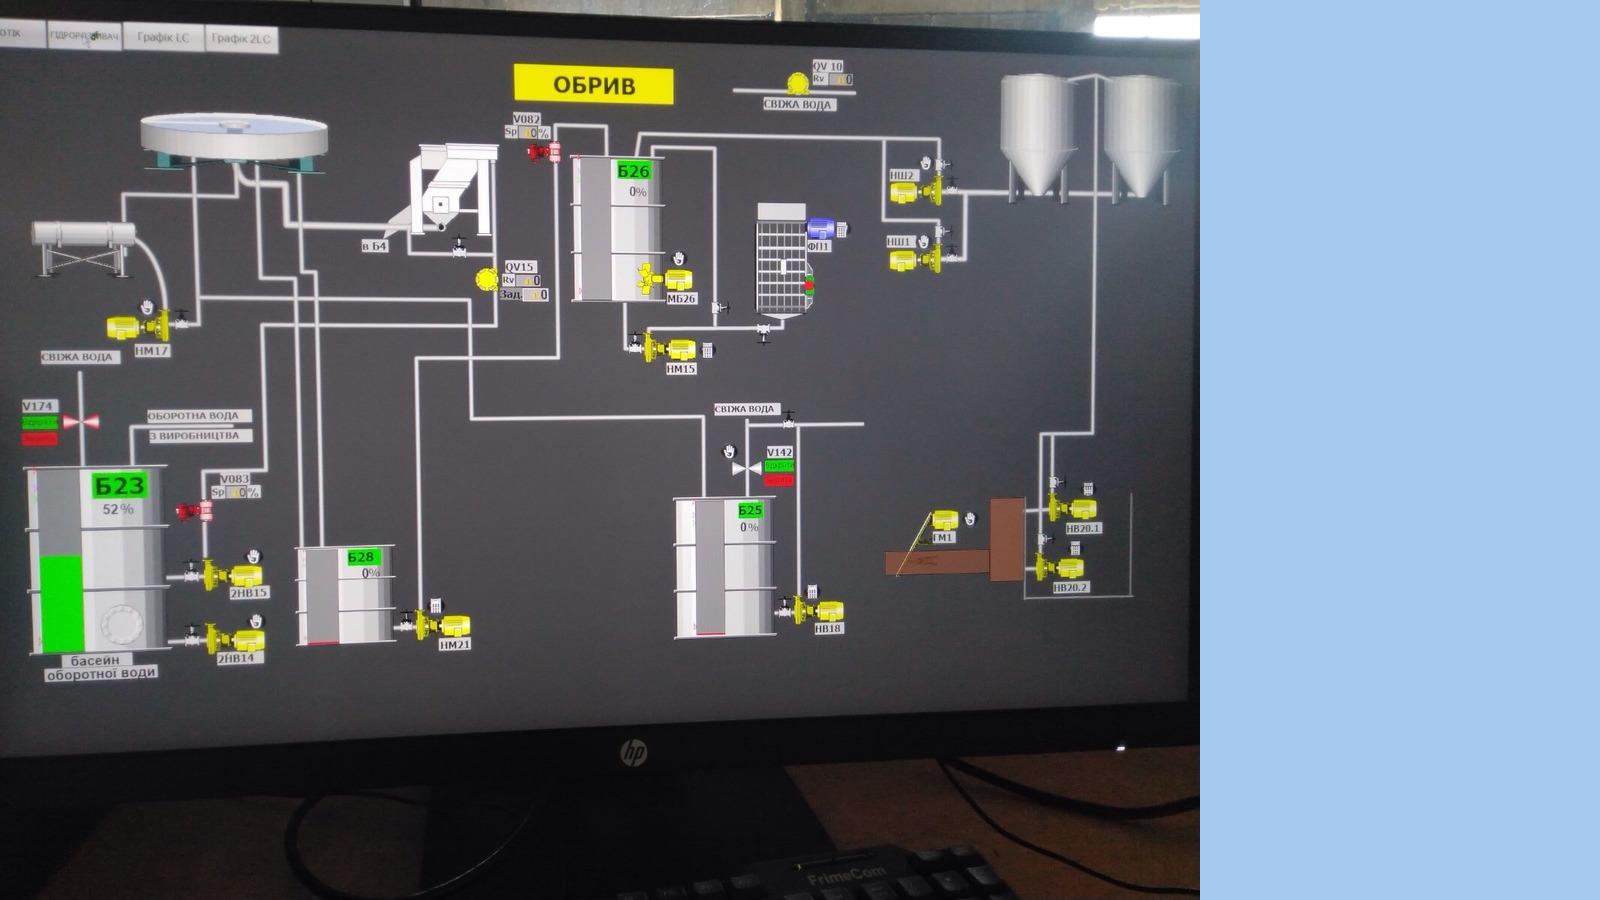 ОТІК
Графік LC
Графік 2LC
ОБРИВ
QV 10
Rv 0
СВІЖА ВОДА
V082
Sp 0 %
Б26
0%
НШ2
в Б4
QV15
Rv 0
Зад. 0
ФП1
НШ1
МБ26
НМ17
НМ15
СВІЖА ВОДА
V174
ОБОРОТНА ВОДА
З ВИРОБНИЦТВА
СВІЖА ВОДА
V142
Б23
52 %
V083
Sp 0 %
Б25
0 %
ГМ1
НВ20.1
Б28
0%
НВ20.2
2НВ15
НВ18
НМ21
2НВ14
басейн
оборотної води
hp
FrimeCom